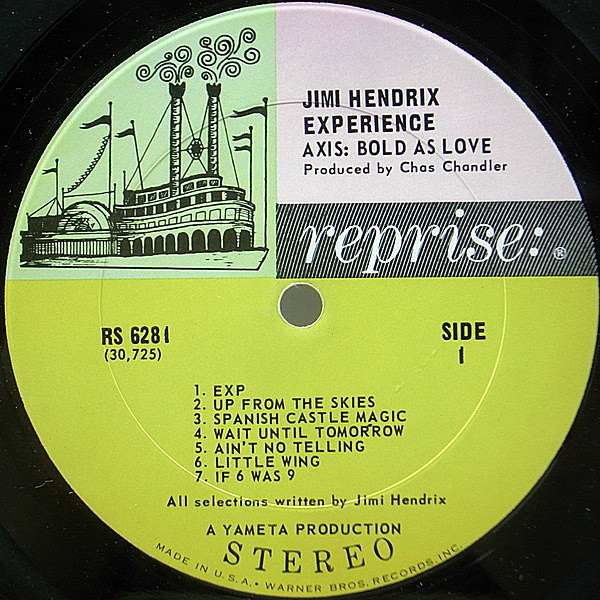 JIMI HENDRIX
EXPERIENCE
AXIS: BOLD AS LOVE
Produced by Chas Chandler
reprise:®
RS 6281
(30,725)
SIDE
1
1. EXP
2. UP FROM THE SKIES
3. SPANISH CASTLE MAGIC
4. WAIT UNTIL TOMORROW
5. AIN'T NO TELLING
6. LITTLE WING
7. IF 6 WAS 9
All selections written by Jimi Hendrix
A YAMETA PRODUCTION
STEREO
MADE IN U.S.A. • WARNER BROS. RECORDS, INC.